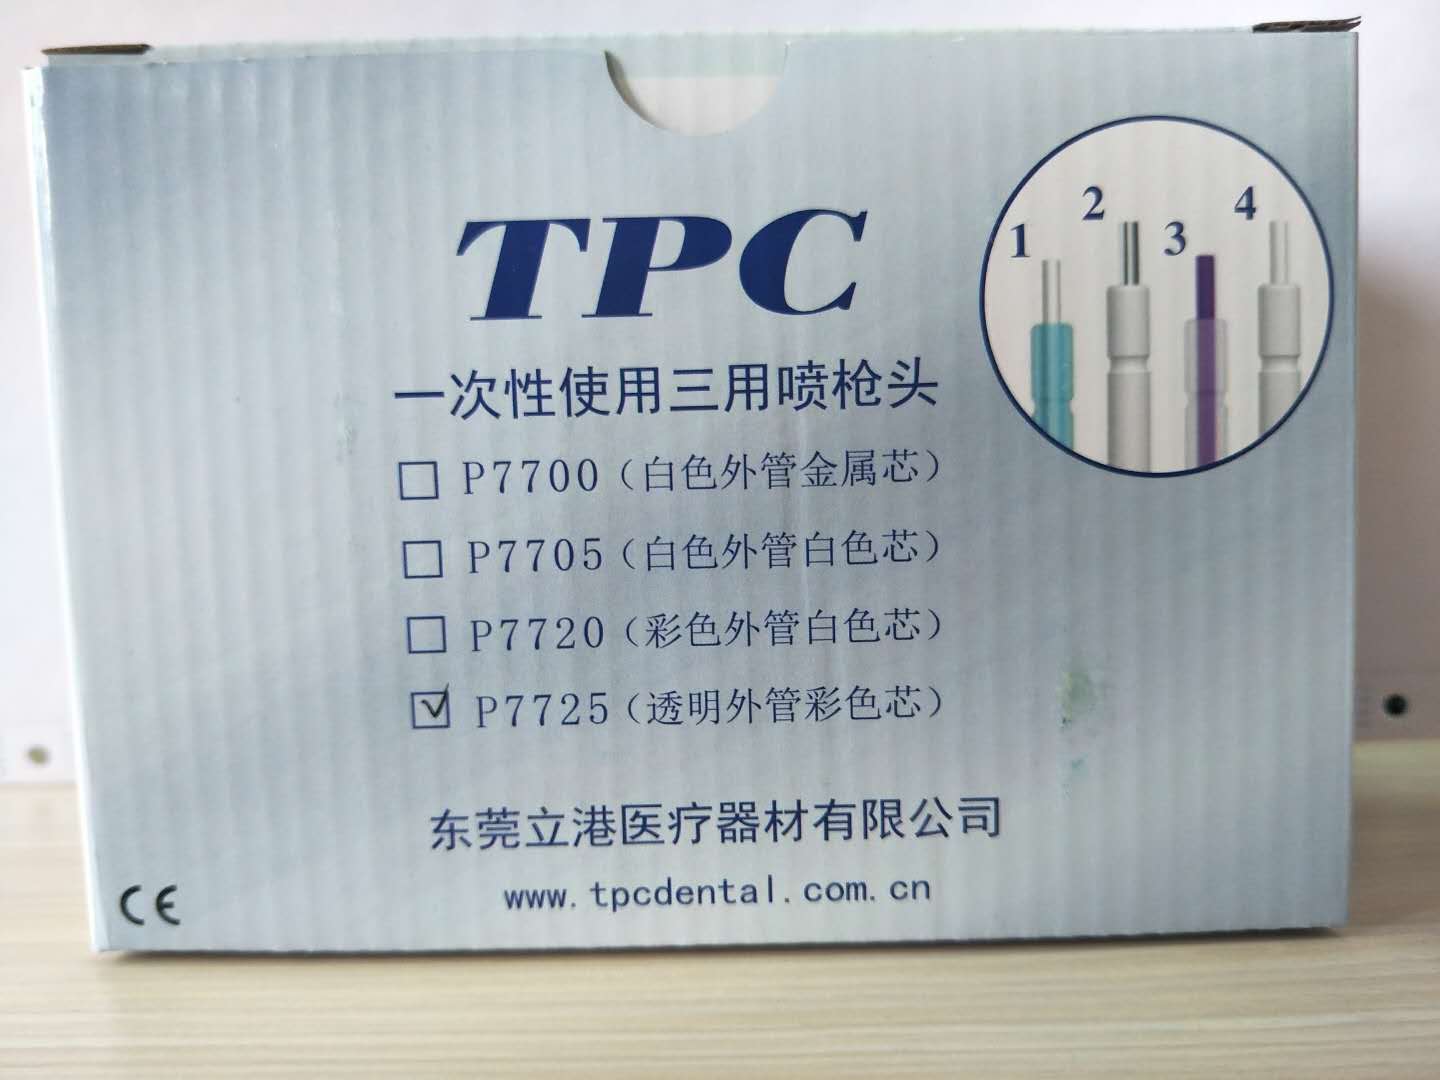 TPC
1
2
3
4
一次性使用三用喷枪头
P7700（白色外管金属芯）
P7705（白色外管白色芯）
P7720（彩色外管白色芯）
P7725（透明外管彩色芯）
东莞立港医疗器材有限公司
www.tpcdental.com.cn
CE